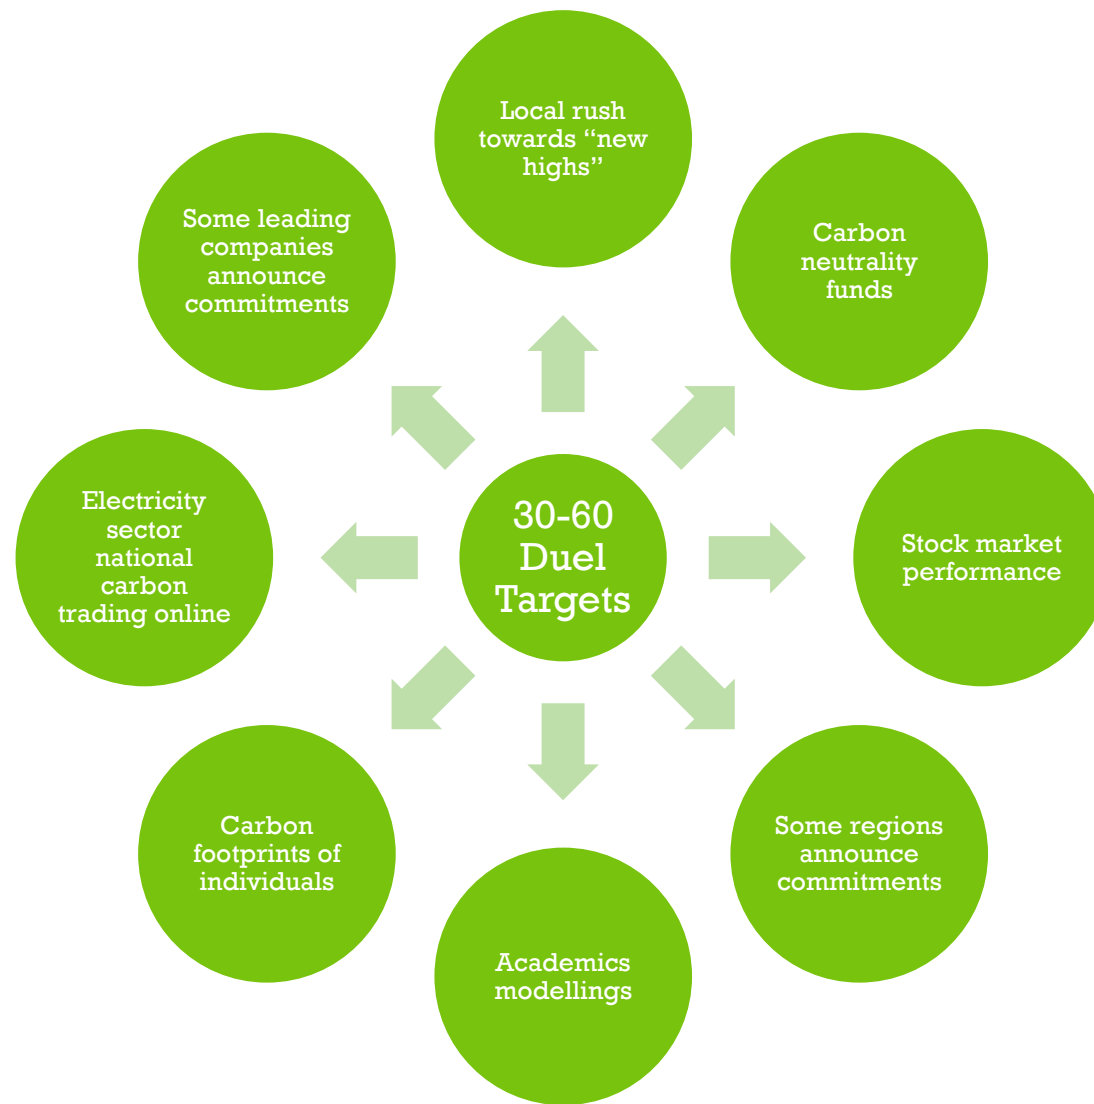 Local rush
towards “new
highs”
Carbon
neutrality
funds
Stock market
performance
Some regions
announce
commitments
Academics
modellings
Carbon
footprints of
individuals
Electricity
sector
national
carbon
trading online
Some leading
companies
announce
commitments
30-60
Duel
Targets